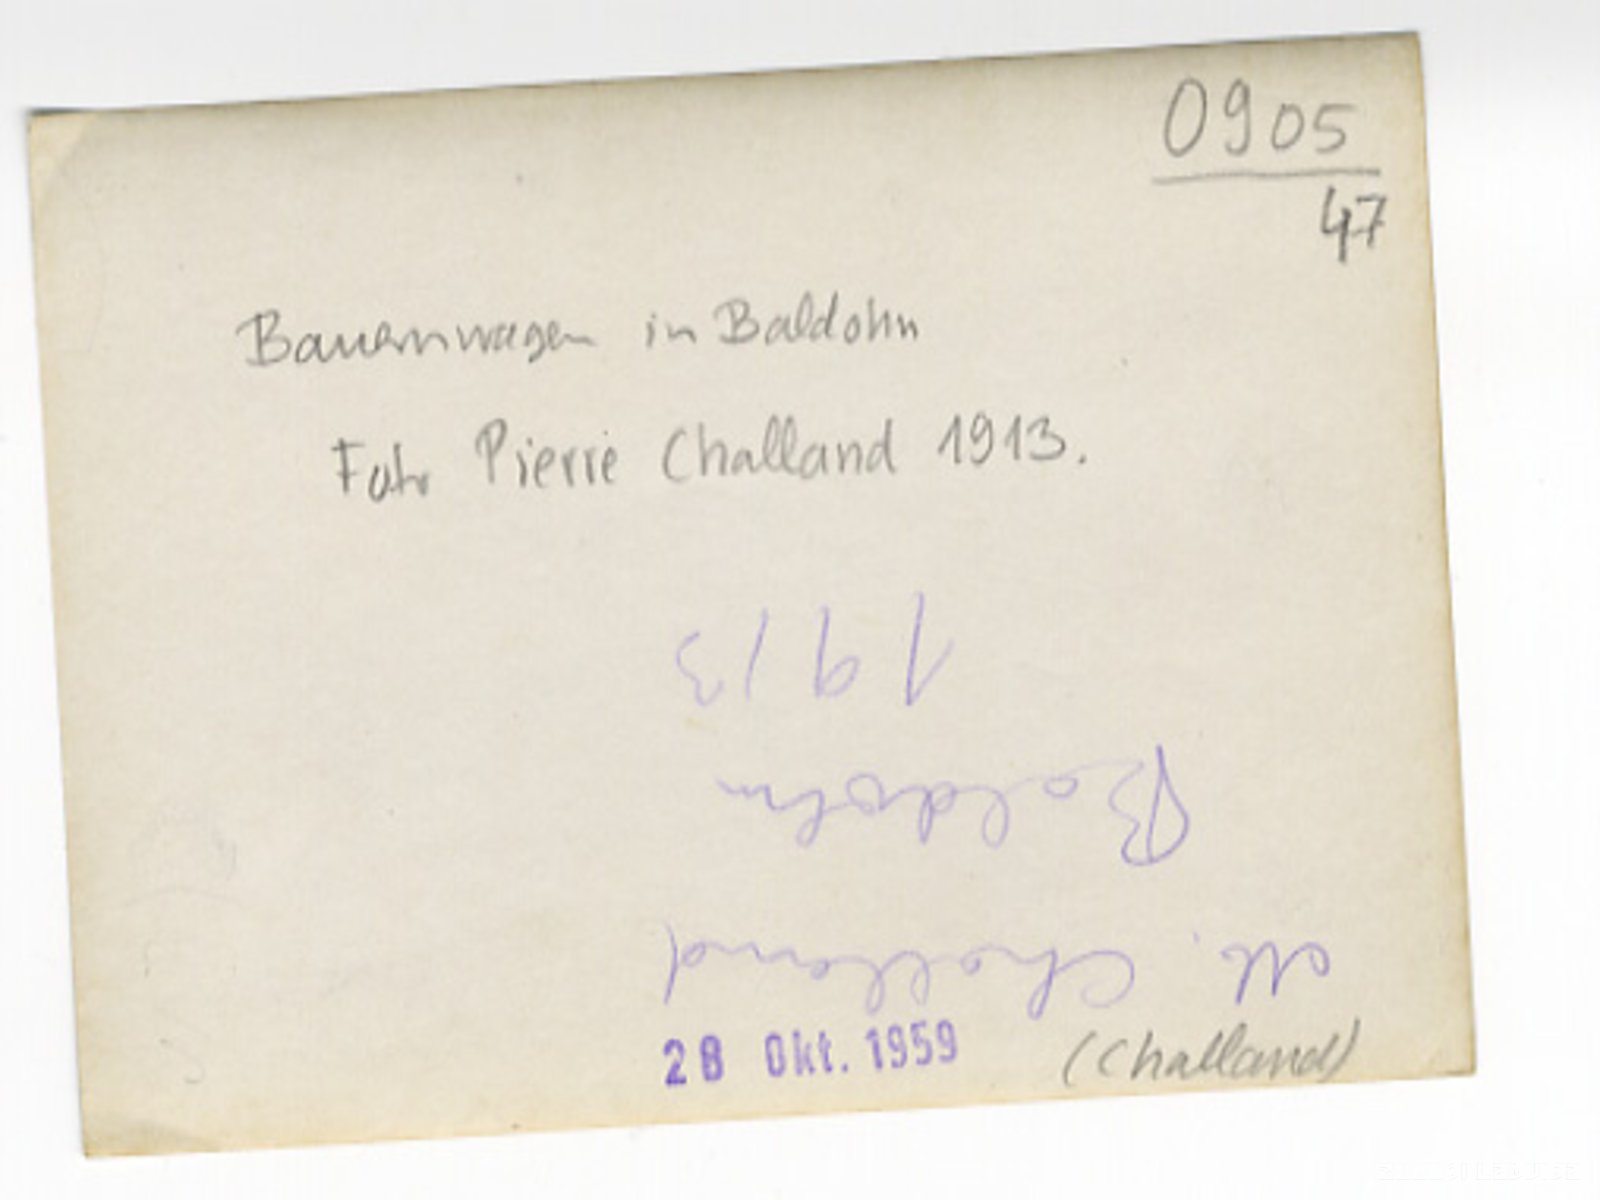 0905
47
Bauernwagen in Baldohn
Foto Pierre Challand 1913.
1913
Baldohn
M. Challand
28 Okt. 1959
(Challand)